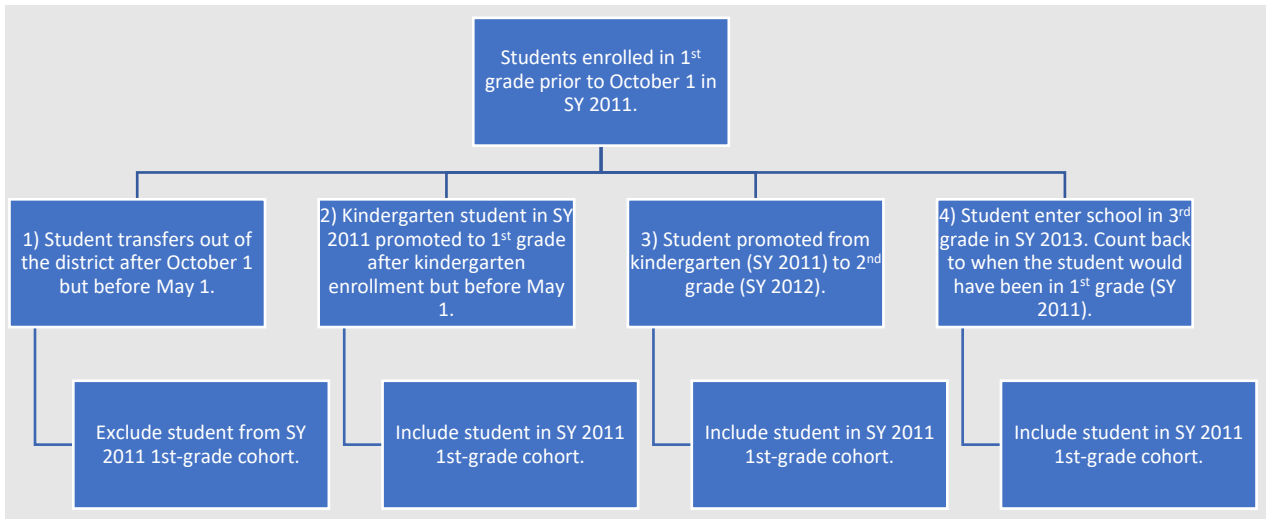 Students enrolled in 1st
grade prior to October 1 in
SY 2011.
1) Student transfers out of
the district after October 1
but before May 1.
2) Kindergarten student in SY
2011 promoted to 1st grade
after kindergarten
enrollment but before May
1.
3) Student promoted from
kindergarten (SY 2011) to 2nd
grade (SY 2012).
4) Student enter school in 3rd
grade in SY 2013. Count back
to when the student would
have been in 1st grade (SY
2011).
Exclude student from SY
2011 1st-grade cohort.
Include student in SY 2011
1st-grade cohort.
Include student in SY 2011
1st-grade cohort.
Include student in SY 2011
1st-grade cohort.